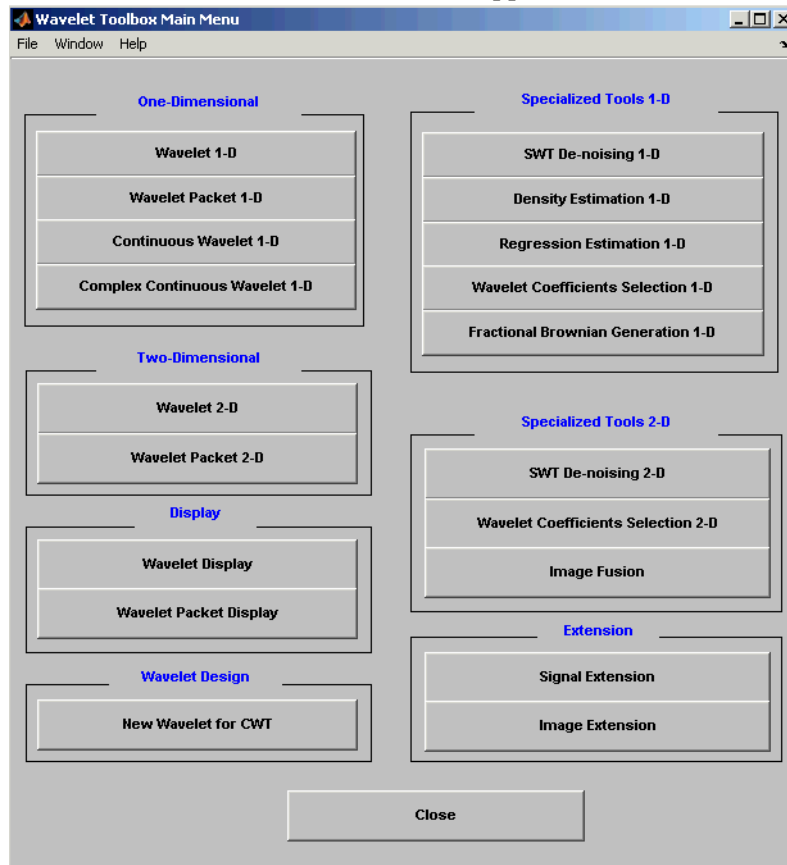 Wavelet Toolbox Main Menu
File Window Help
One-Dimensional
Wavelet 1-D
Wavelet Packet 1-D
Continuous Wavelet 1-D
Complex Continuous Wavelet 1-D
Two-Dimensional
Wavelet 2-D
Wavelet Packet 2-D
Display
Wavelet Display
Wavelet Packet Display
Wavelet Design
New Wavelet for CWT
Specialized Tools 1-D
SWT De-noising 1-D
Density Estimation 1-D
Regression Estimation 1-D
Wavelet Coefficients Selection 1-D
Fractional Brownian Generation 1-D
Specialized Tools 2-D
SWT De-noising 2-D
Wavelet Coefficients Selection 2-D
Image Fusion
Extension
Signal Extension
Image Extension
Close